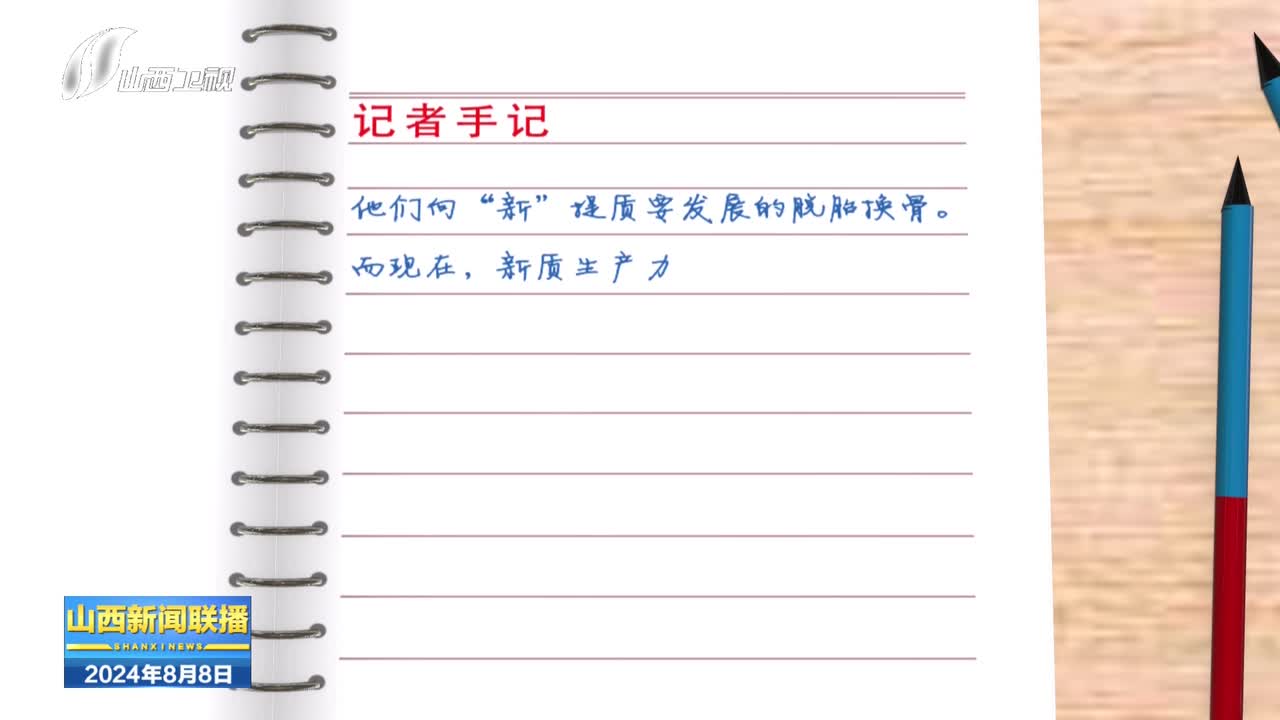 山西卫视
记者手记
他们向“新”提质要发展的脱胎换骨。
而现在，新质生产力
山西新闻联播
SHANXI NEWS
2024年8月8日